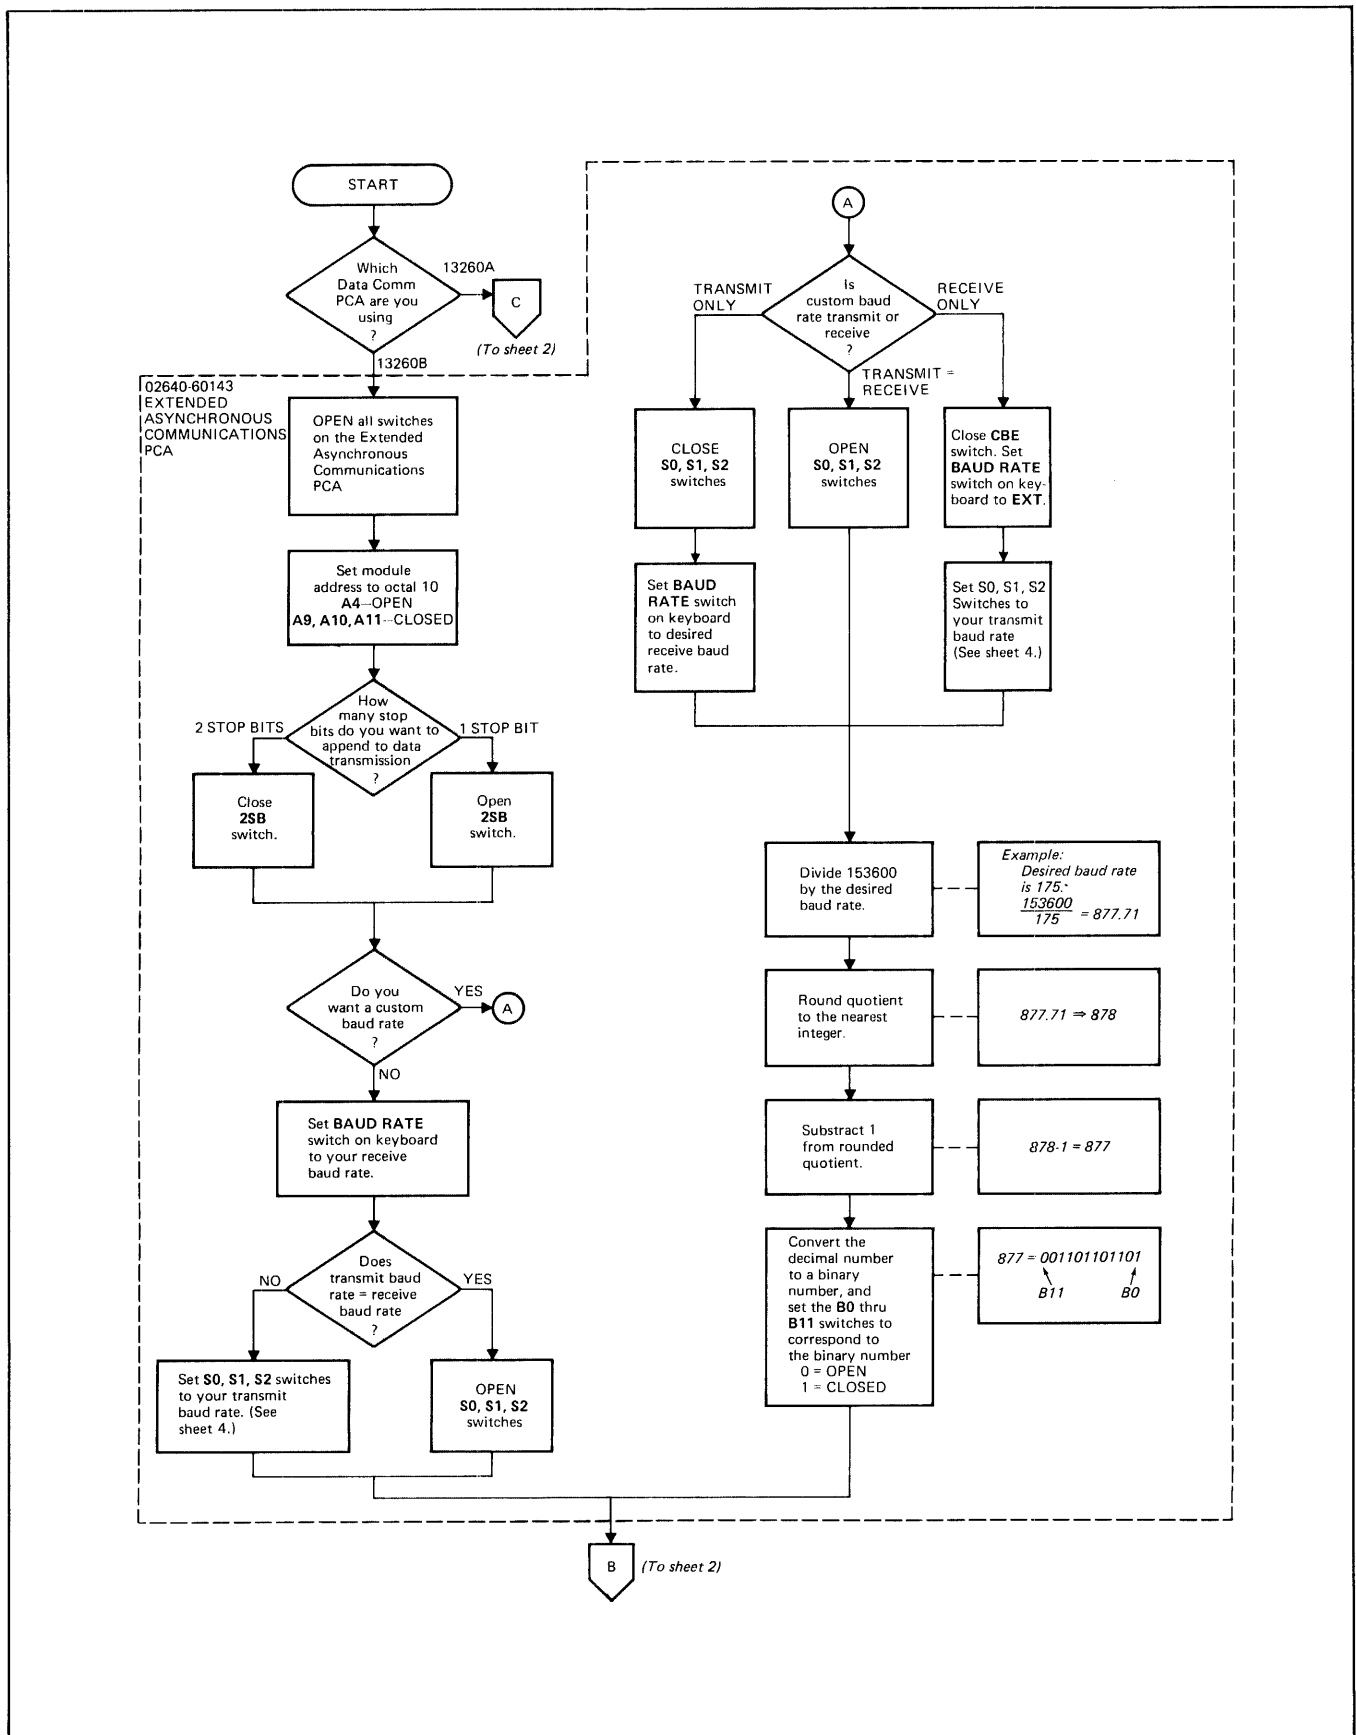 START
Which
Data Comm
PCA are you
using
?
13260A
C
(To sheet 2)
13260B
02640-60143
EXTENDED
ASYNCHRONOUS
COMMUNICATIONS
PCA
OPEN all switches
on the Extended
Asynchronous
Communications
PCA
Set module
address to octal 10
A4--OPEN
A9, A10, A11--CLOSED
How
many stop
bits do you want to
append to data
transmission
?
2 STOP BITS
1 STOP BIT
Close
2SB
switch.
Open
2SB
switch.
Do you
want a custom
baud rate
?
YES
A
NO
Set BAUD RATE
switch on keyboard
to your receive
baud rate.
Does
transmit baud
rate = receive
baud rate
?
NO
YES
Set S0, S1, S2 switches
to your transmit
baud rate. (See
sheet 4.)
OPEN
S0, S1, S2
switches
A
Is
custom baud
rate transmit or
receive
?
TRANSMIT
ONLY
RECEIVE
ONLY
TRANSMIT =
RECEIVE
CLOSE
S0, S1, S2
switches
OPEN
S0, S1, S2
switches
Close CBE
switch. Set
BAUD RATE
switch on key-
board to EXT.
Set BAUD
RATE switch
on keyboard
to desired
receive baud
rate.
Set S0, S1, S2
Switches to
your transmit
baud rate
(See sheet 4.)
Divide 153600
by the desired
baud rate.
Example:
Desired baud rate
is 175.
153600
175
= 877.71
Round quotient
to the nearest
integer.
877.71 ⇒ 878
Substract 1
from rounded
quotient.
878-1 = 877
Convert the
decimal number
to a binary
number, and
set the B0 thru
B11 switches to
correspond to
the binary number
0 = OPEN
1 = CLOSED
877 = 001101101101
B11
B0
B
(To sheet 2)